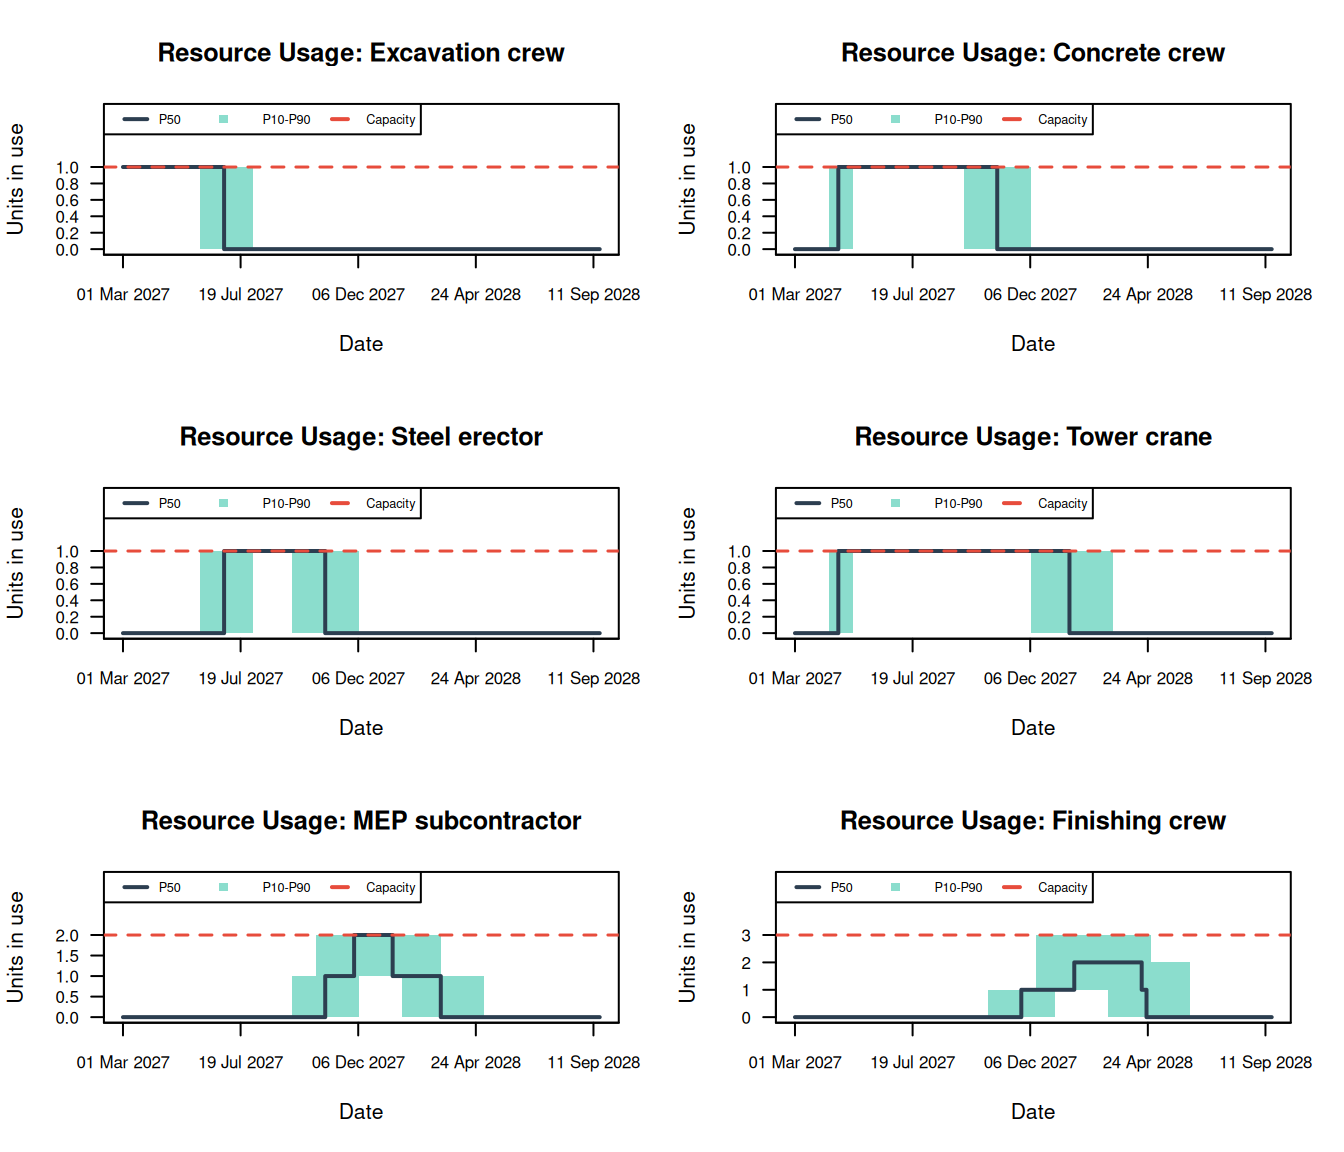 Resource Usage: Excavation crew
P50 P10-P90 Capacity
Units in use
1.0
0.8
0.6
0.4
0.2
0.0
01 Mar 2027 19 Jul 2027 06 Dec 2027 24 Apr 2028 11 Sep 2028
Date
Resource Usage: Concrete crew
P50 P10-P90 Capacity
Units in use
1.0
0.8
0.6
0.4
0.2
0.0
01 Mar 2027 19 Jul 2027 06 Dec 2027 24 Apr 2028 11 Sep 2028
Date
Resource Usage: Steel erector
P50 P10-P90 Capacity
Units in use
1.0
0.8
0.6
0.4
0.2
0.0
01 Mar 2027 19 Jul 2027 06 Dec 2027 24 Apr 2028 11 Sep 2028
Date
Resource Usage: Tower crane
P50 P10-P90 Capacity
Units in use
1.0
0.8
0.6
0.4
0.2
0.0
01 Mar 2027 19 Jul 2027 06 Dec 2027 24 Apr 2028 11 Sep 2028
Date
Resource Usage: MEP subcontractor
P50 P10-P90 Capacity
Units in use
2.0
1.5
1.0
0.5
0.0
01 Mar 2027 19 Jul 2027 06 Dec 2027 24 Apr 2028 11 Sep 2028
Date
Resource Usage: Finishing crew
P50 P10-P90 Capacity
Units in use
3
2
1
0
01 Mar 2027 19 Jul 2027 06 Dec 2027 24 Apr 2028 11 Sep 2028
Date